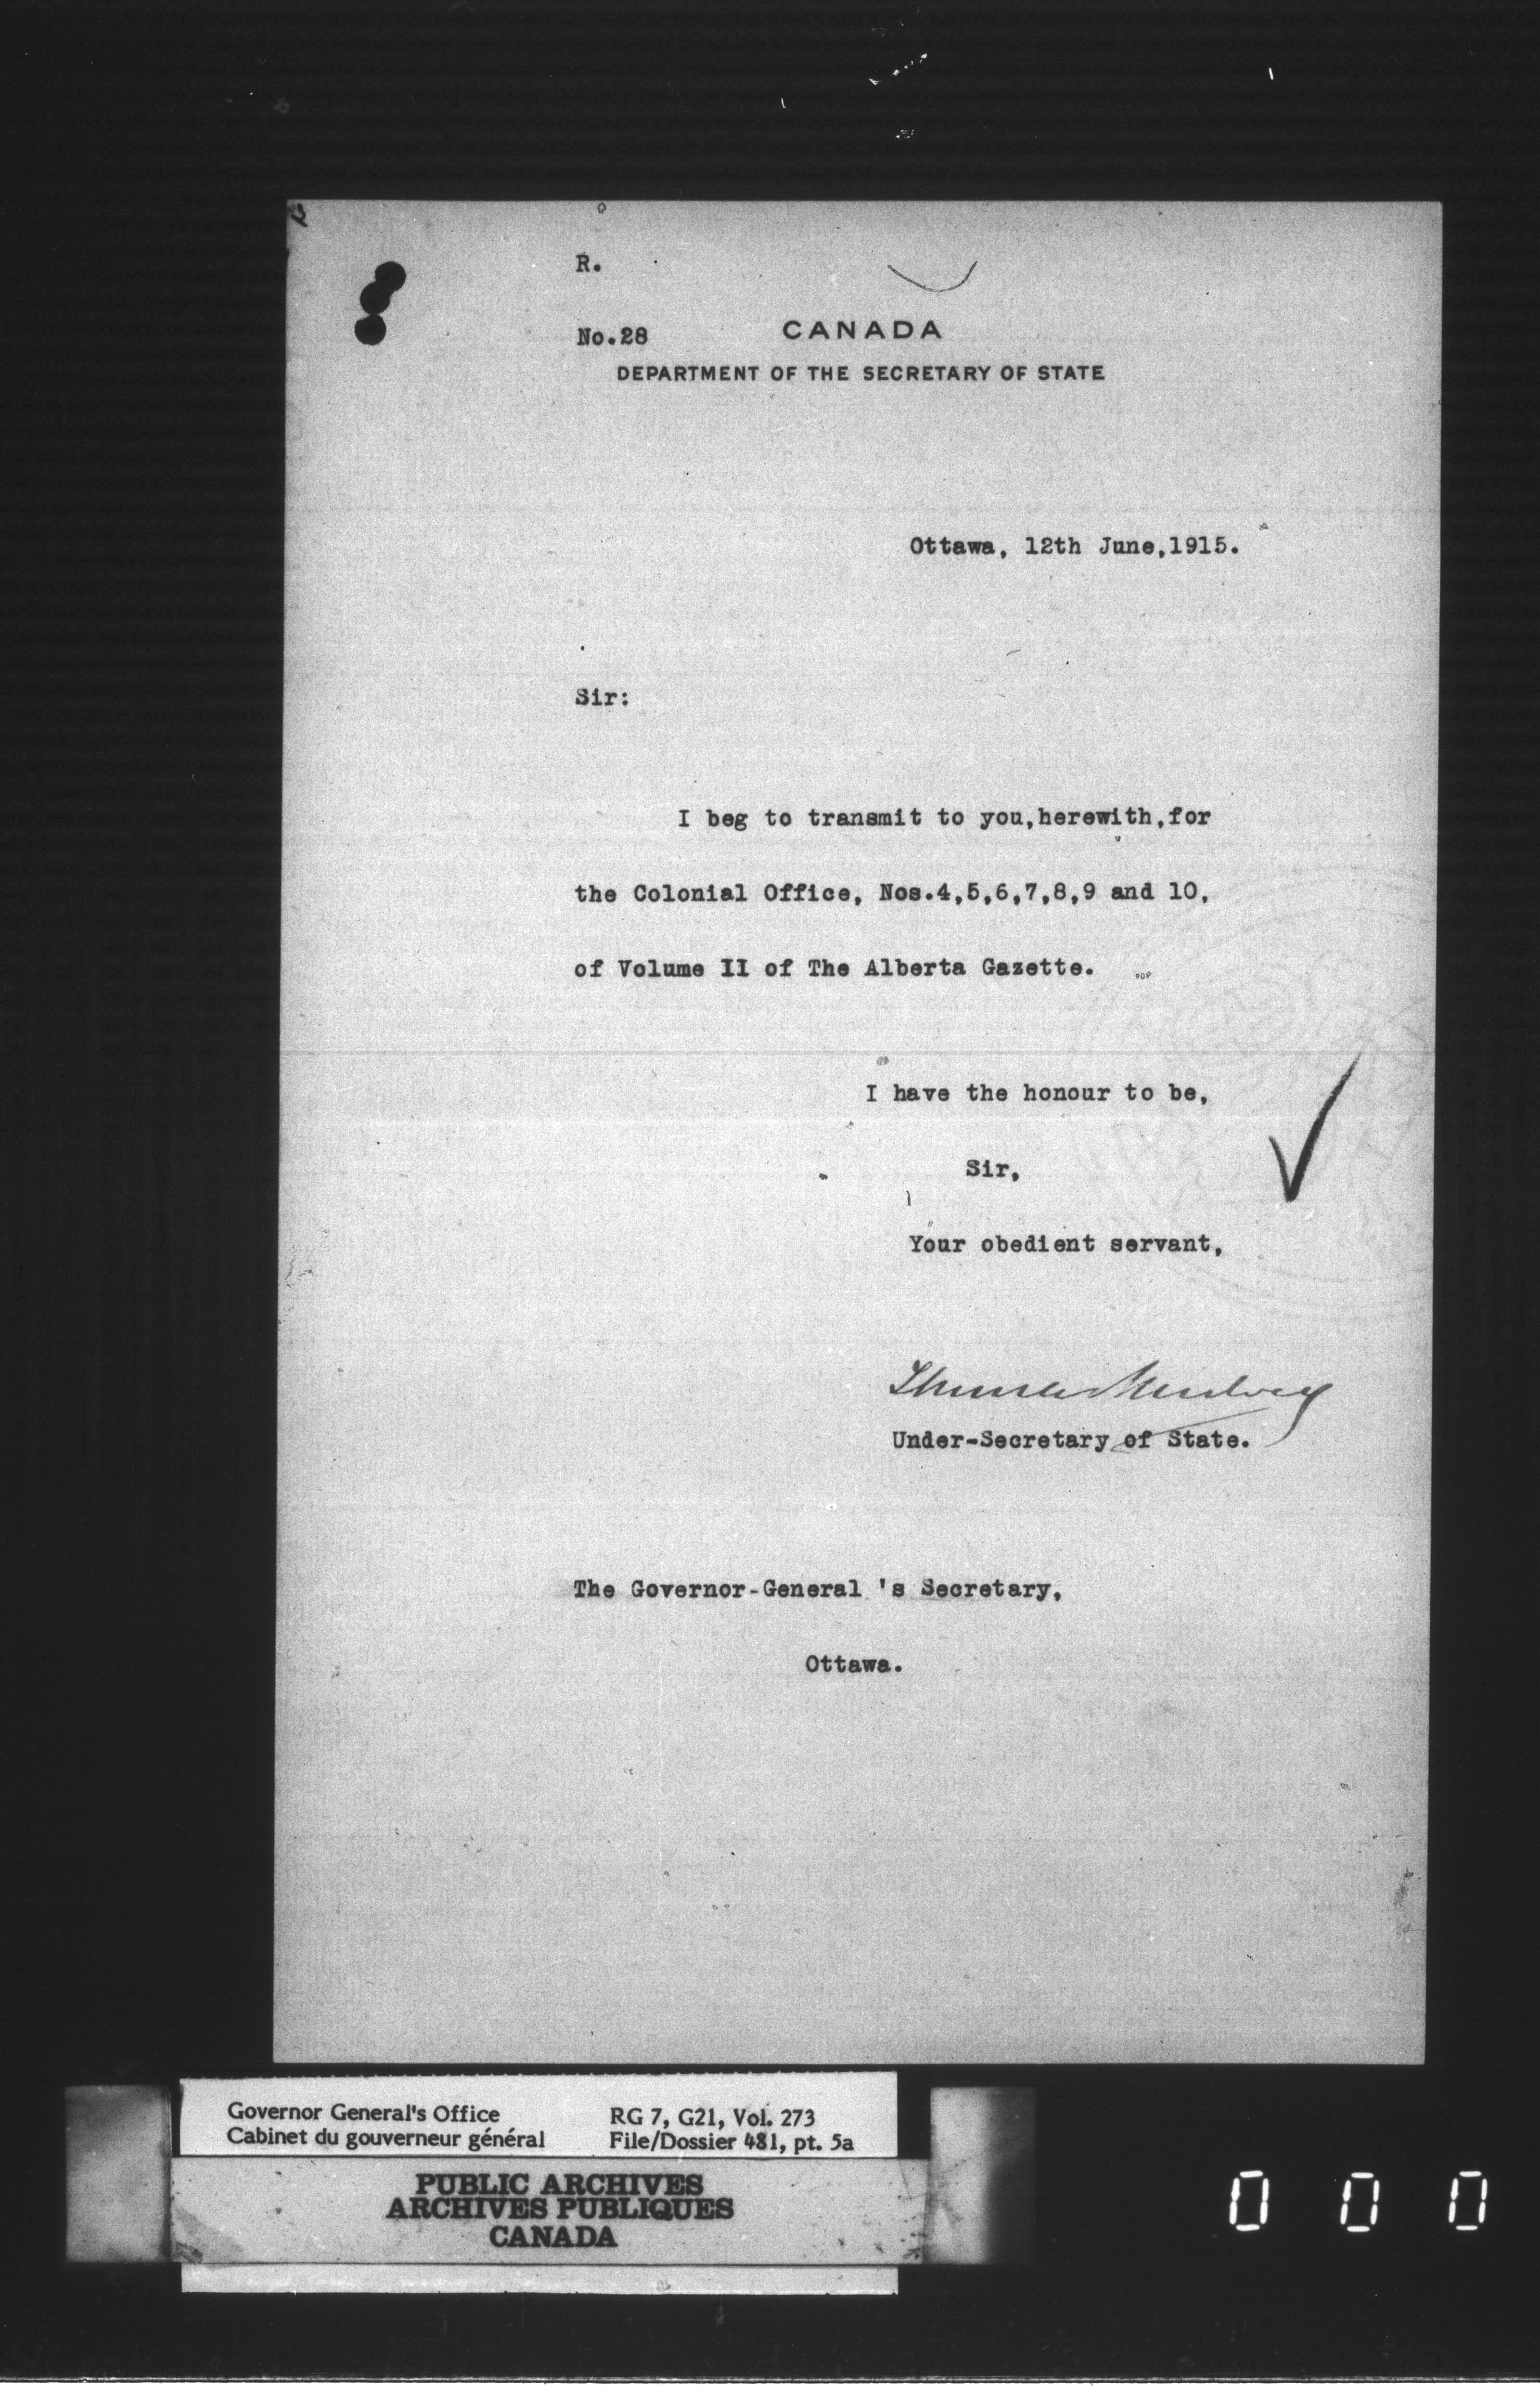 R.
No.28
CANADA
DEPARTMENT OF THE SECRETARY OF STATE
Ottawa, 12th June,1915.
Sir:
I beg to transmit to you,herewith,for
the Colonial Office, Nos.4,5,6,7,8,9 and 10,
of Volume II of The Alberta Gazette.
I have the honour to be,
Sir,
Your obedient servant,
Thomas Mulvey
Under-Secretary of State.
The Governor-General 's Secretary,
Ottawa.
Governor General's Office
Cabinet du gouverneur général
RG 7, G21, Vol. 273
File/Dossier 481, pt. 5a
PUBLIC ARCHIVES
ARCHIVES PUBLIQUES
CANADA
0 0 0